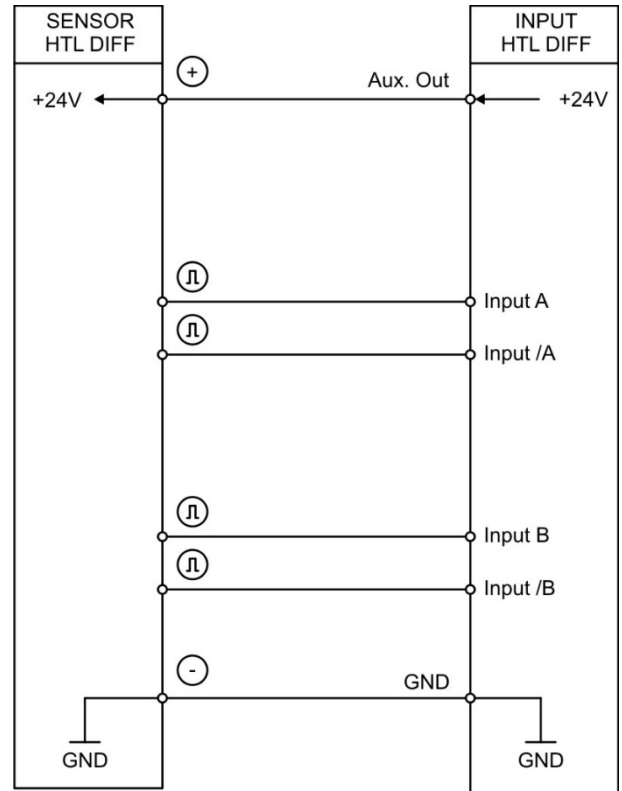 SENSOR
HTL DIFF
INPUT
HTL DIFF
+
Aux. Out
+24V
+24V
Input A
Input /A
Input B
Input /B
-
GND
GND
GND